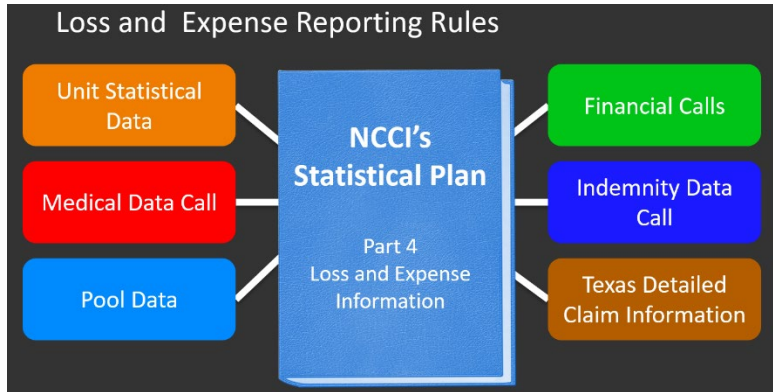 Loss and  Expense Reporting Rules
Unit Statistical
Data
Medical Data Call
Pool Data
NCCI's
Statistical Plan
Part 4
Loss and Expense
Information
Financial Calls
Indemnity Data
Call
Texas Detailed
Claim Information